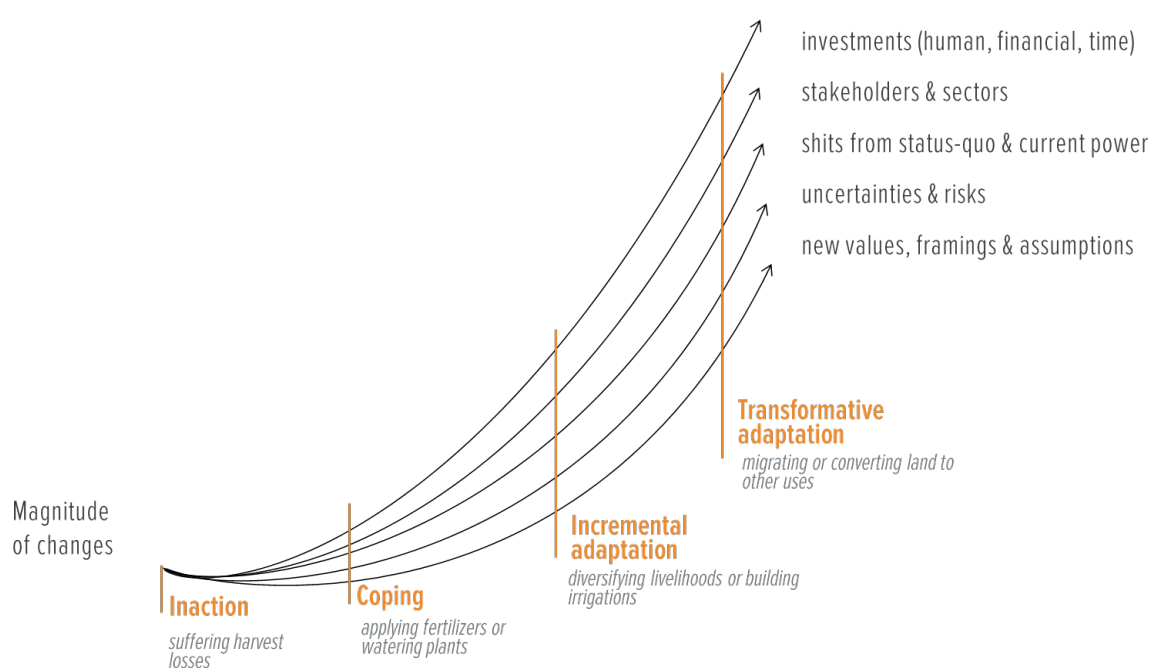 investments (human, financial, time)
stakeholders & sectors
shits from status-quo & current power
uncertainties & risks
new values, framings & assumptions
Transformative
adaptation
migrating or converting land to
other uses
Magnitude
of changes
Incremental
adaptation
diversifying livelihoods or building
irrigations
Coping
applying fertilizers or
watering plants
Inaction
suffering harvest
losses